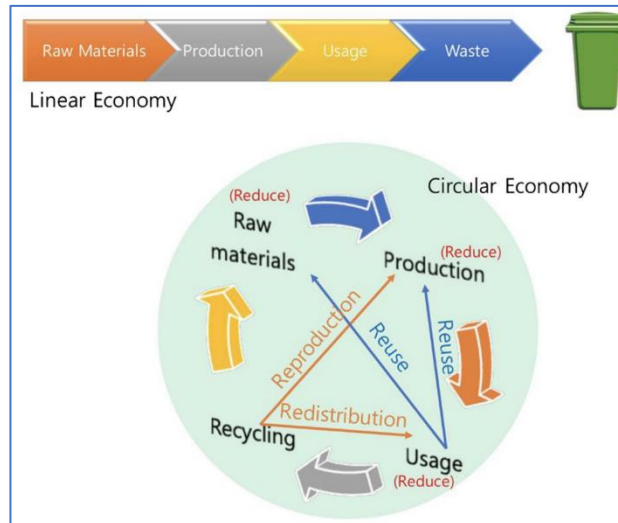 Raw Materials
Production
Usage
Waste
Linear Economy
Circular Economy
(Reduce)
Raw
materials
(Reduce)
Production
Reproduction
Reuse
Reuse
Redistribution
Recycling
Usage
(Reduce)